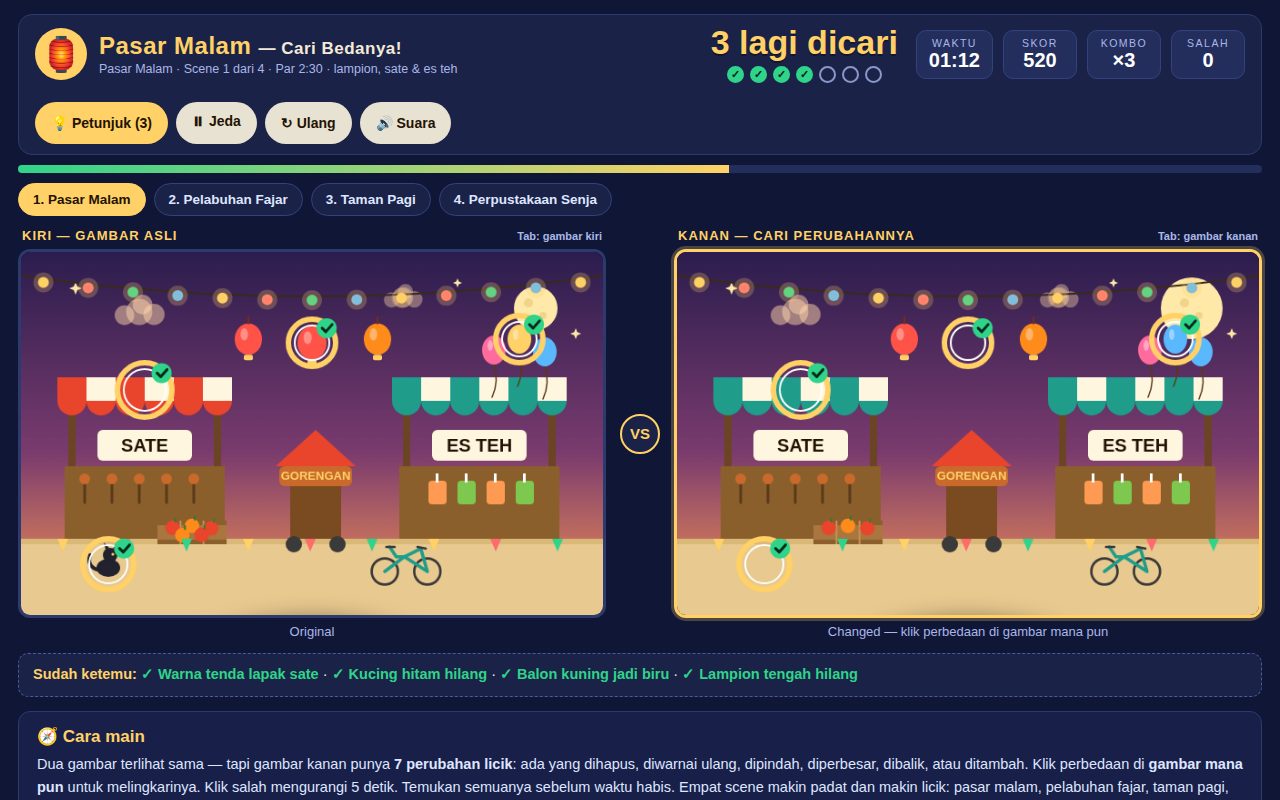 Pasar Malam — Cari Bedanya!
Pasar Malam · Scene 1 dari 4 · Par 2:30 · lampion, sate & es teh
3 lagi dicari
WAKTU
01:12
SKOR
520
KOMBO
×3
SALAH
0
💡 Petunjuk (3)
⏸ Jeda
↻ Ulang
🔊 Suara
1. Pasar Malam
2. Pelabuhan Fajar
3. Taman Pagi
4. Perpustakaan Senja
KIRI — GAMBAR ASLI
Tab: gambar kiri
SATE
GORENGAN
ES TEH
Original
VS
KANAN — CARI PERUBAHANNYA
Tab: gambar kanan
SATE
GORENGAN
ES TEH
Changed — klik perbedaan di gambar mana pun
Sudah ketemu: ✓ Warna tenda lapak sate · ✓ Kucing hitam hilang · ✓ Balon kuning jadi biru · ✓ Lampion tengah hilang
🧭 Cara main
Dua gambar terlihat sama — tapi gambar kanan punya 7 perubahan licik: ada yang dihapus, diwarnai ulang, dipindah, diperbesar, dibalik, atau ditambah. Klik perbedaan di gambar mana
pun untuk melingkarinya. Klik salah mengurangi 5 detik. Temukan semuanya sebelum waktu habis. Empat scene makin padat dan makin licik: pasar malam, pelabuhan fajar, taman pagi,